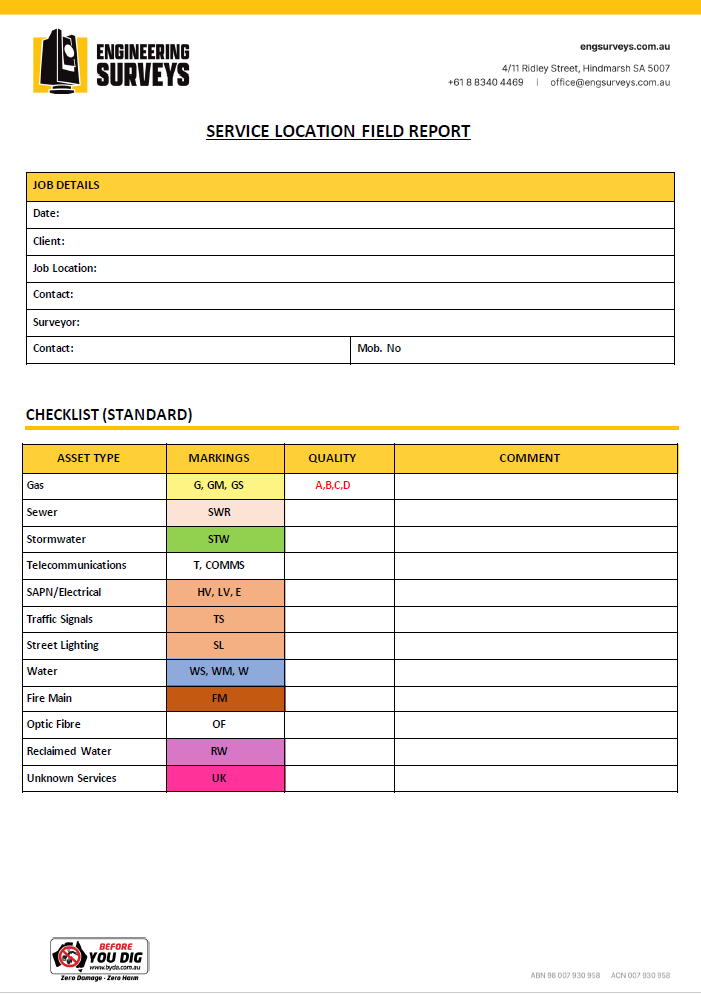 ENGINEERING
SURVEYS
engsurveys.com.au
4/11 Ridley Street, Hindmarsh SA 5007
+61 8 8340 4469 | office@engsurveys.com.au
SERVICE LOCATION FIELD REPORT
JOB DETAILS
Date:
Client:
Job Location:
Contact:
Surveyor:
Contact: Mob. No
CHECKLIST (STANDARD)
ASSET TYPE MARKINGS QUALITY COMMENT
Gas G, GM, GS A,B,C,D
Sewer SWR
Stormwater STW
Telecommunications T, COMMS
SAPN/Electrical HV, LV, E
Traffic Signals TS
Street Lighting SL
Water WS, WM, W
Fire Main FM
Optic Fibre OF
Reclaimed Water RW
Unknown Services UK
BEFORE
YOU DIG
www.byda.com.au
Zero Damage - Zero Harm
ABN 98 007 930 958 ACN 007 930 958